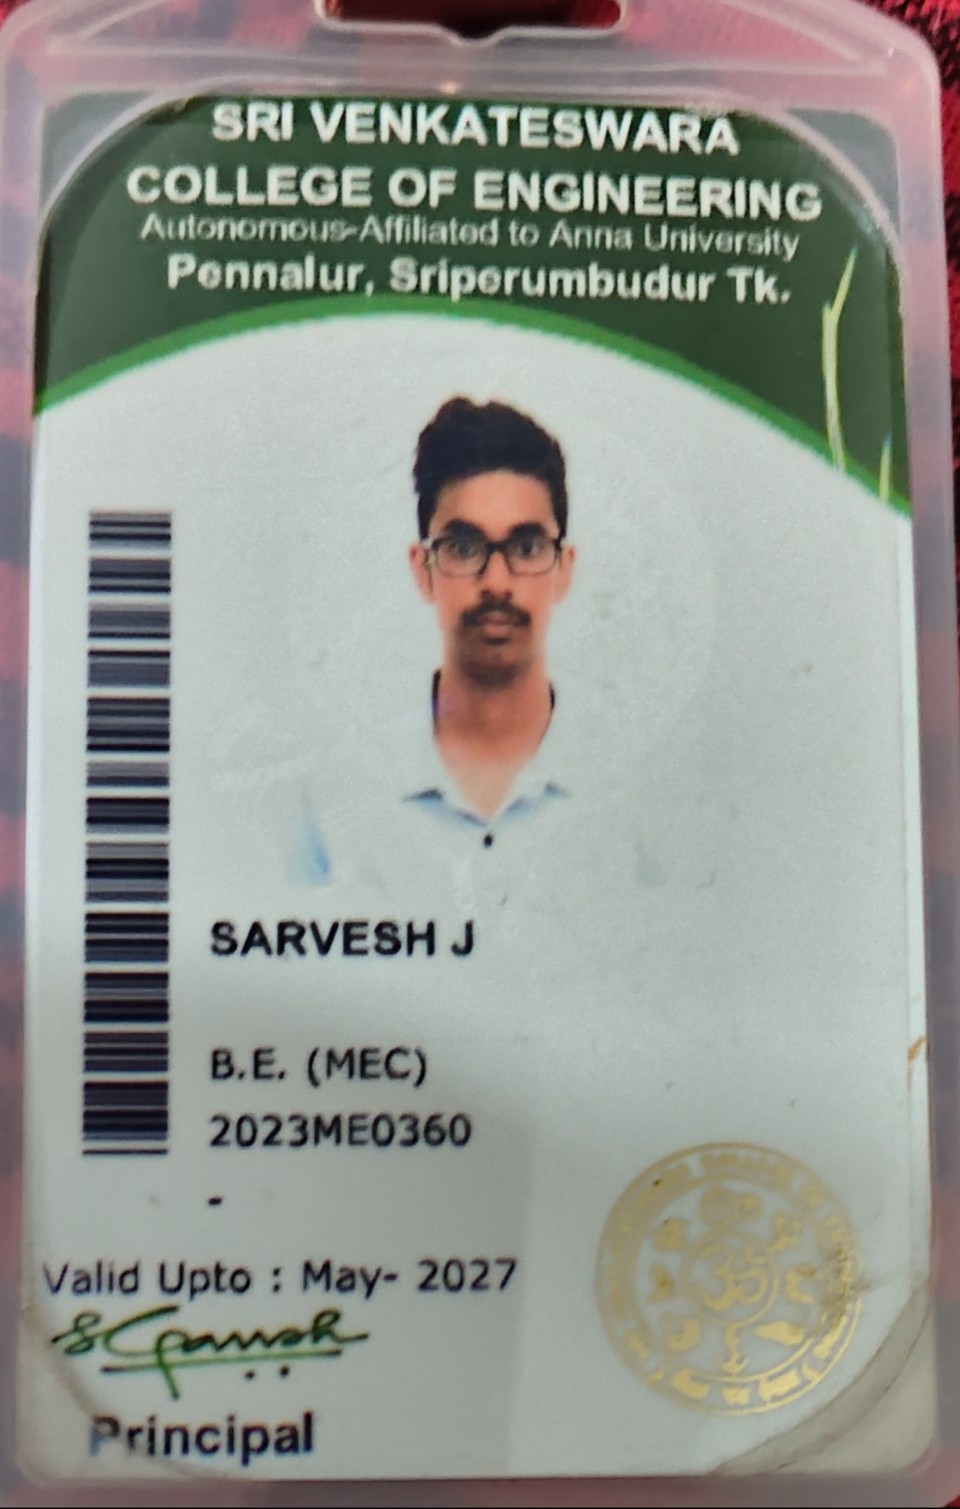 SRI VENKATESWARA
COLLEGE OF ENGINEERING
Autonomous-Affiliated to Anna University
Pennalur, Sriperumbudur Tk.
SARVESH J
B.E. (MEC)
2023ME0360
-
Valid Upto : May- 2027
Principal